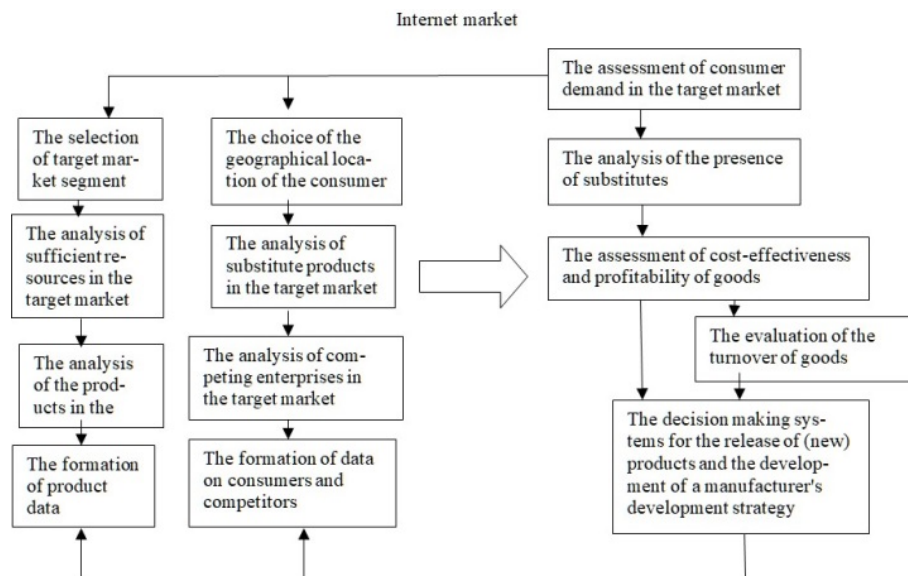 Internet market
The assessment of consumer
demand in the target market
The selection
of target mar-
ket segment
The choice of the
geographical loca-
tion of the consumer
The analysis of the presence
of substitutes
The analysis of
sufficient re-
sources in the
target market
The analysis of
substitute products
in the target market
The assessment of cost-effectiveness
and profitability of goods
The evaluation of the
turnover of goods
The analysis
of the prod-
ucts in the
The analysis of com-
peting enterprises in
the target market
The decision making sys-
tems for the release of (new)
products and the develop-
ment of a manufacturer's
development strategy
The formation
of product
data
The formation of data
on consumers and
competitors